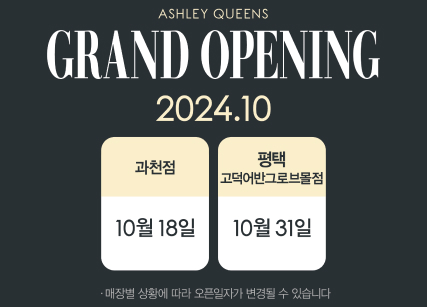 ASHLEY QUEENS
GRAND OPENING
2024.10
과천점
10월 18일
평택
고덕어반그로브몰점
10월 31일
· 매장별 상황에 따라 오픈일자가 변경될 수 있습니다